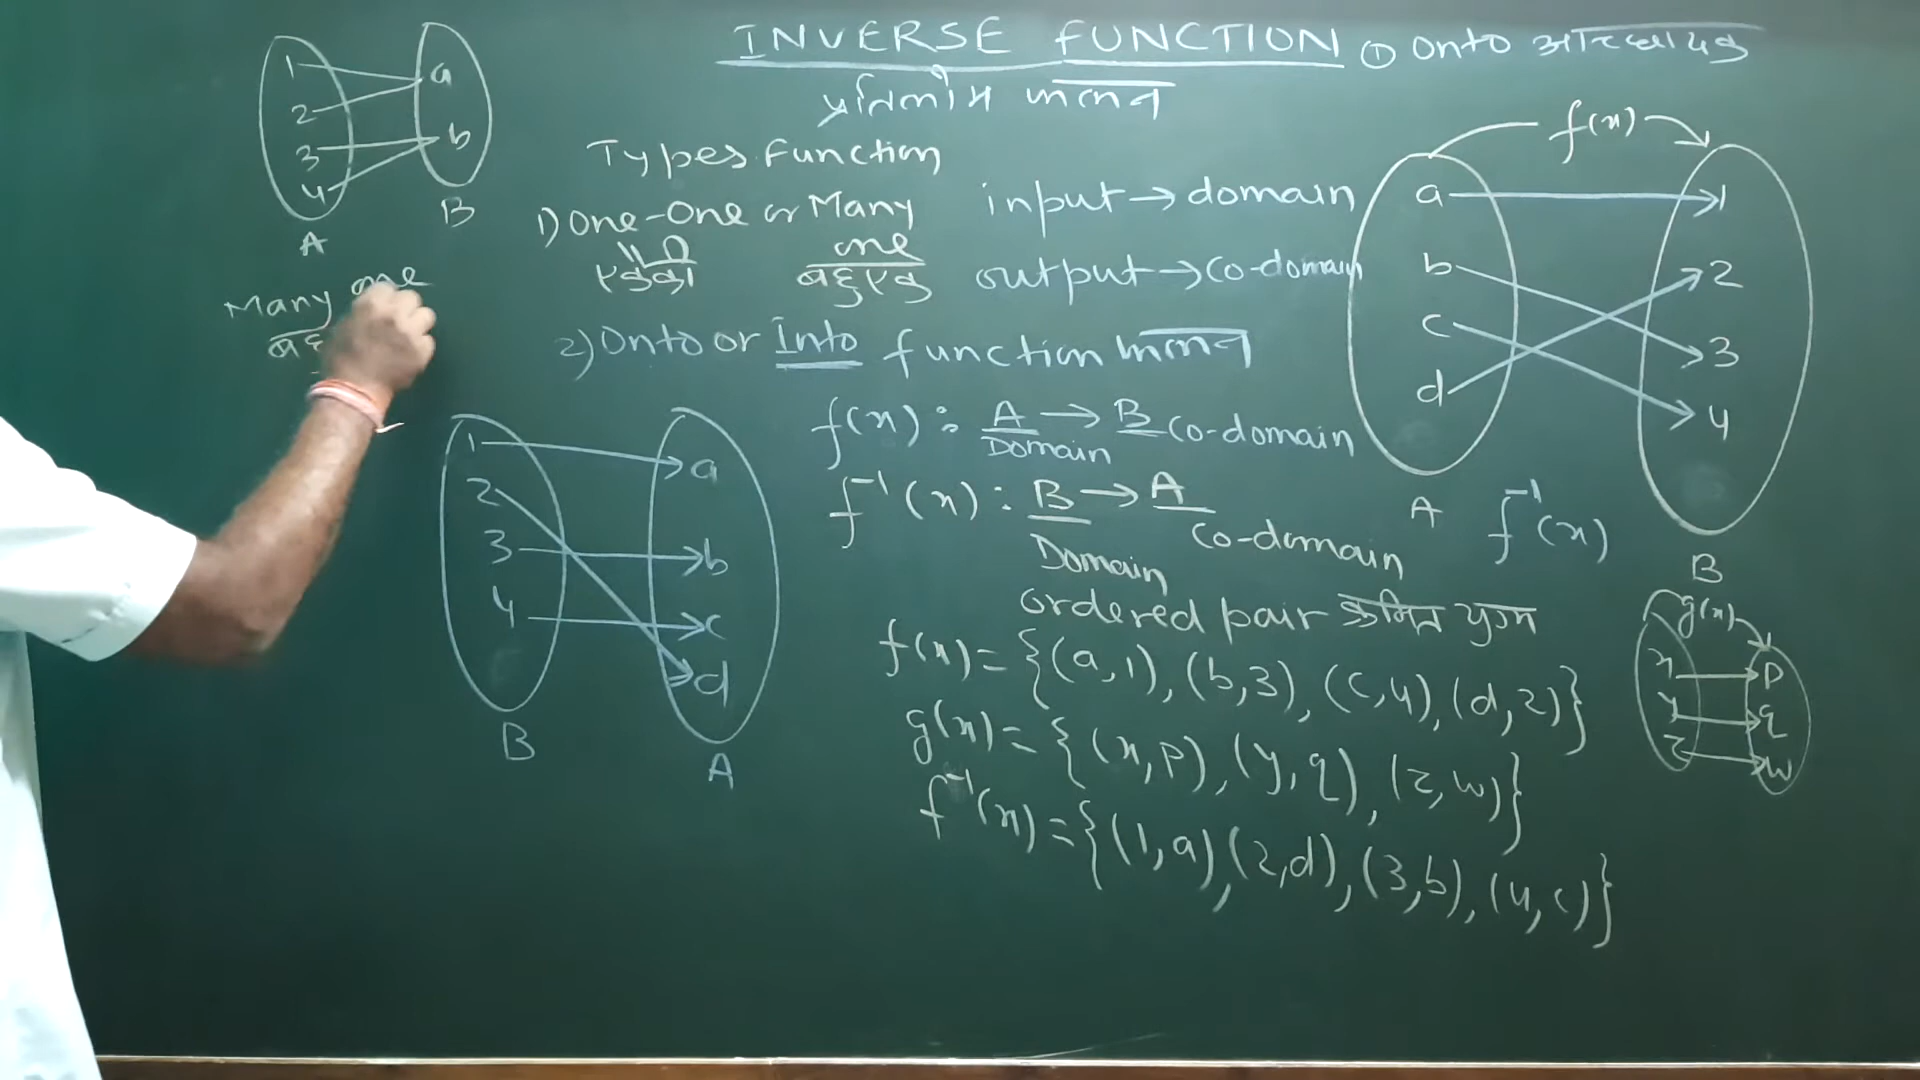 INVERSE FUNCTION ① Onto आच्छादक
प्रतिलोम फलन
Types Function
1) One-One or Many one
एकैकी बहुएक
2) Onto or Into function फलन
input → domain
output → Co-domain
f(x) : A → B Co-domain
Domain
f⁻¹(x) : B → A
Domain Co-domain
ordered pair क्रमित युग्म
f(x) = {(a,1), (b,3), (c,4), (d,2)}
g(x) = {(x,p), (y,q), (z,w)}
f⁻¹(x) = {(1,a), (2,d), (3,b), (4,c)}
1 a
2
3 b
4
A B
Many one
1 a
2
3 b
4 c
d
B A
f(x)
a 1
b 2
c 3
d 4
A B
f⁻¹(x)
g(x)
x p
y q
z w